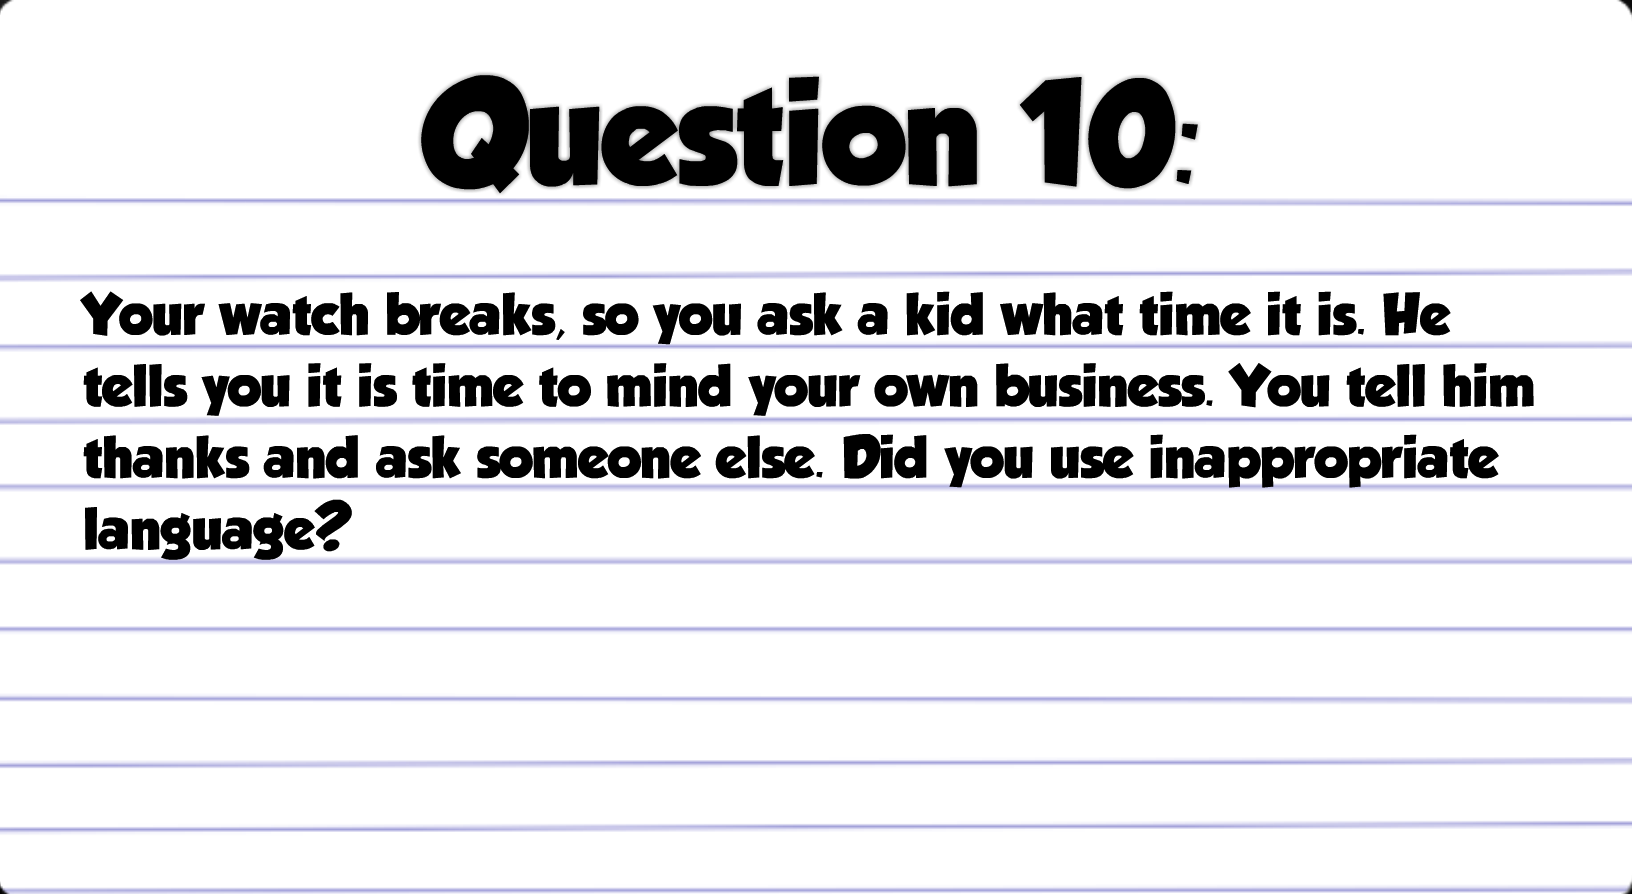 Question 10:
Your watch breaks, so you ask a kid what time it is. He
tells you it is time to mind your own business. You tell him
thanks and ask someone else. Did you use inappropriate
language?